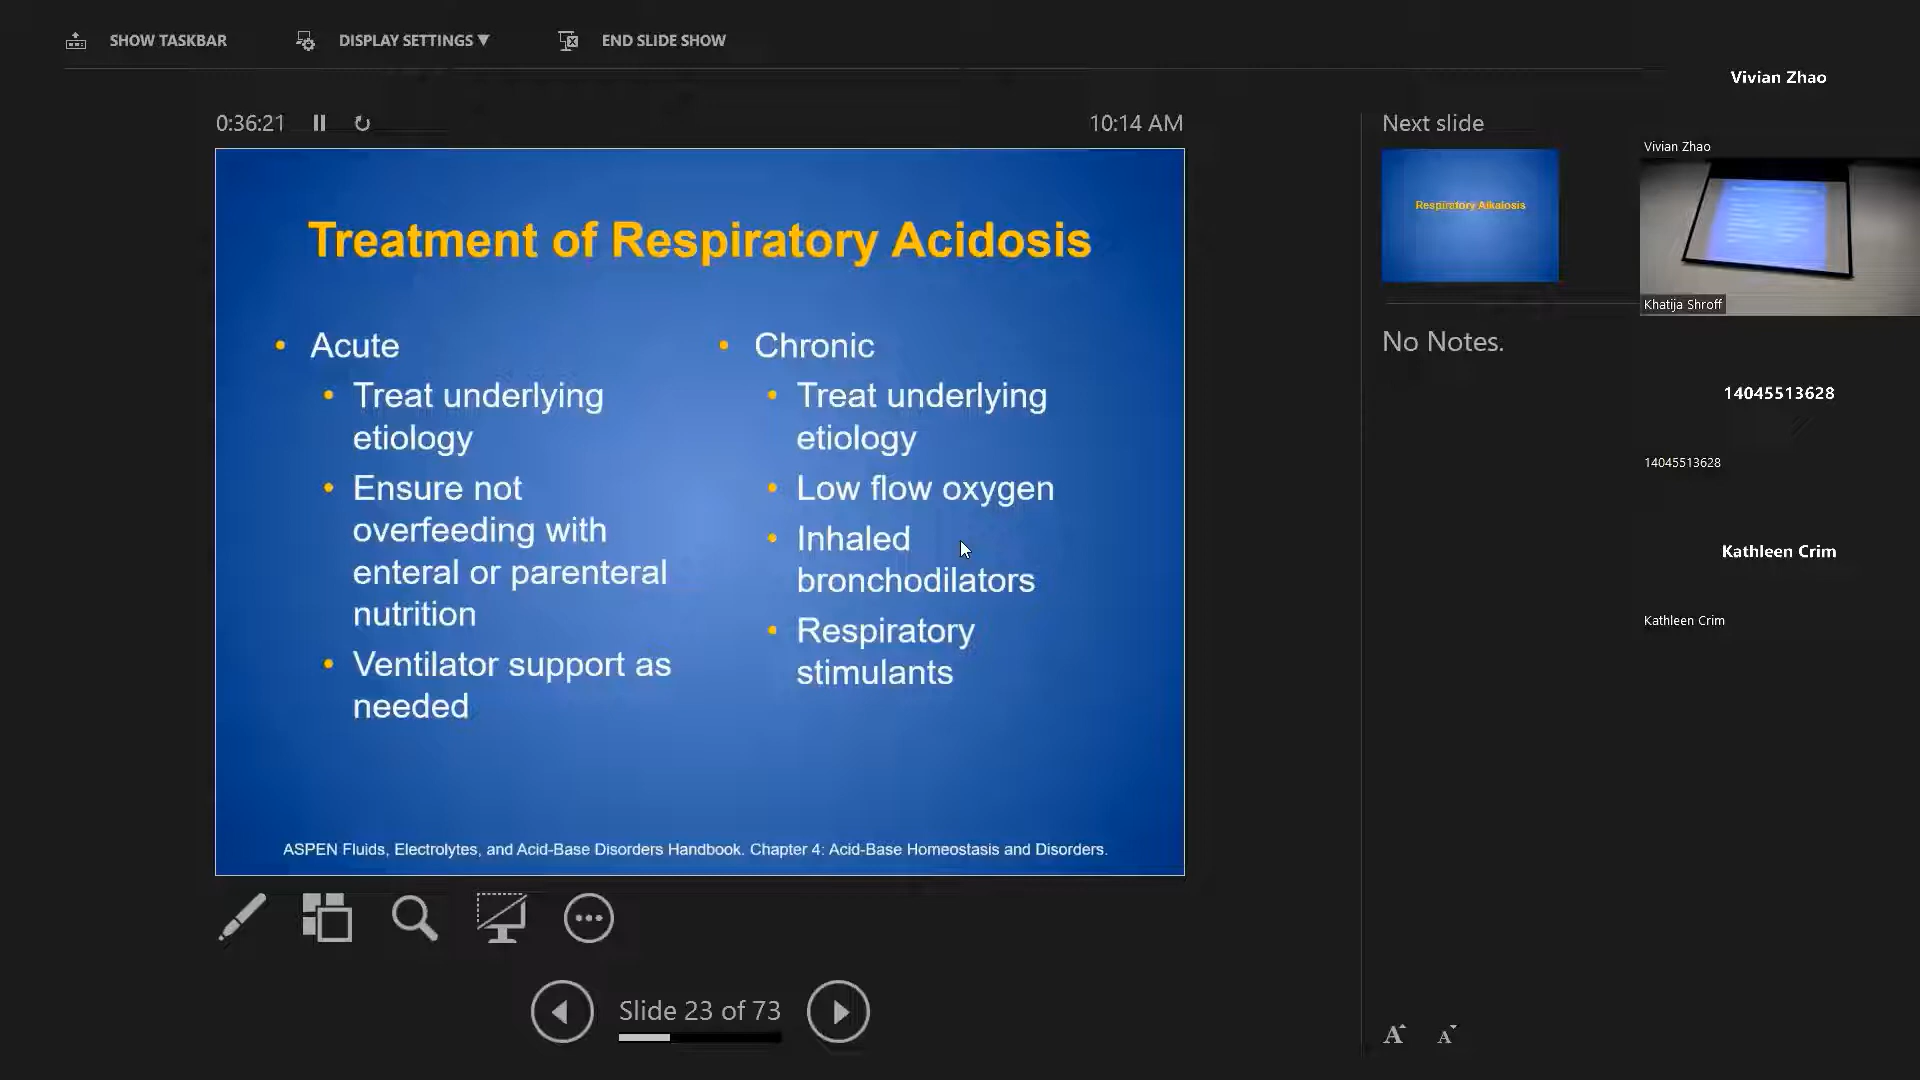 SHOW TASKBAR
DISPLAY SETTINGS ▼
END SLIDE SHOW
Vivian Zhao
0:36:21
10:14 AM
Next slide
Vivian Zhao
Respiratory Alkalosis
Khatija Shroff
Treatment of Respiratory Acidosis
• Acute
• Treat underlying
etiology
• Ensure not
overfeeding with
enteral or parenteral
nutrition
• Ventilator support as
needed
• Chronic
• Treat underlying
etiology
• Low flow oxygen
• Inhaled
bronchodilators
• Respiratory
stimulants
ASPEN Fluids, Electrolytes, and Acid-Base Disorders Handbook. Chapter 4: Acid-Base Homeostasis and Disorders.
No Notes.
14045513628
14045513628
Kathleen Crim
Kathleen Crim
Slide 23 of 73
A A